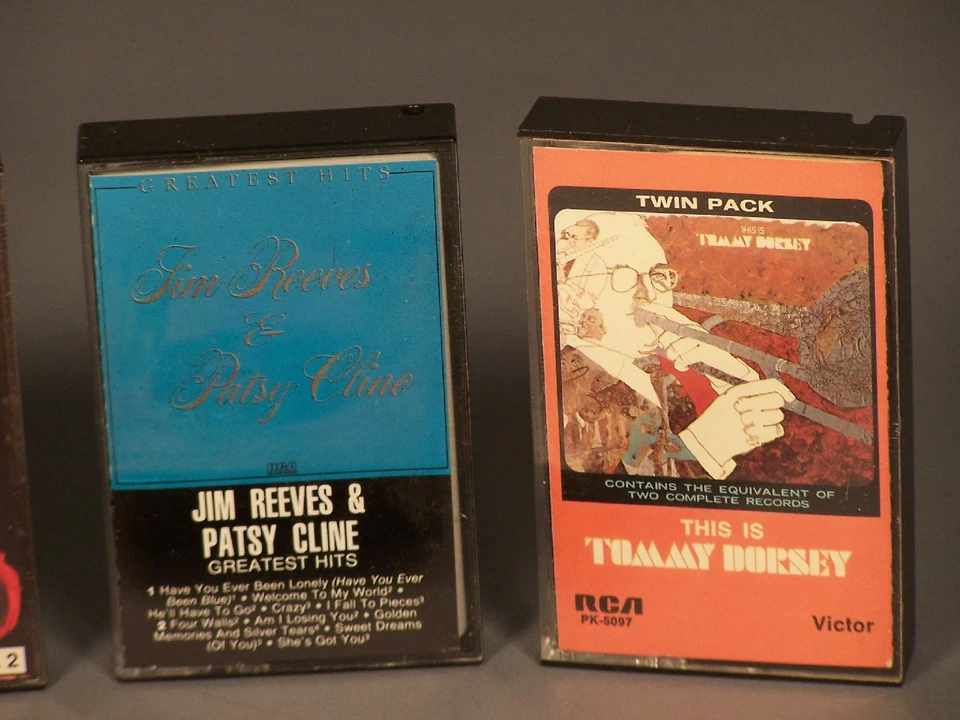 GREATEST HITS
Jim Reeves
&
Patsy Cline
RCA
JIM REEVES &
PATSY CLINE
GREATEST HITS
1 Have You Ever Been Lonely (Have You Ever
Been Blue)¹ • Welcome To My World² •
He'll Have To Go² • Crazy³ • I Fall To Pieces³
2 Four Walls² • Am I Losing You² • Golden
Memories And Silver Tears² • Sweet Dreams
(Of You)³ • She's Got You³
2
TWIN PACK
THIS IS
TOMMY DORSEY
CONTAINS THE EQUIVALENT OF
TWO COMPLETE RECORDS
THIS IS
TOMMY DORSEY
RCA
PK-5097
Victor